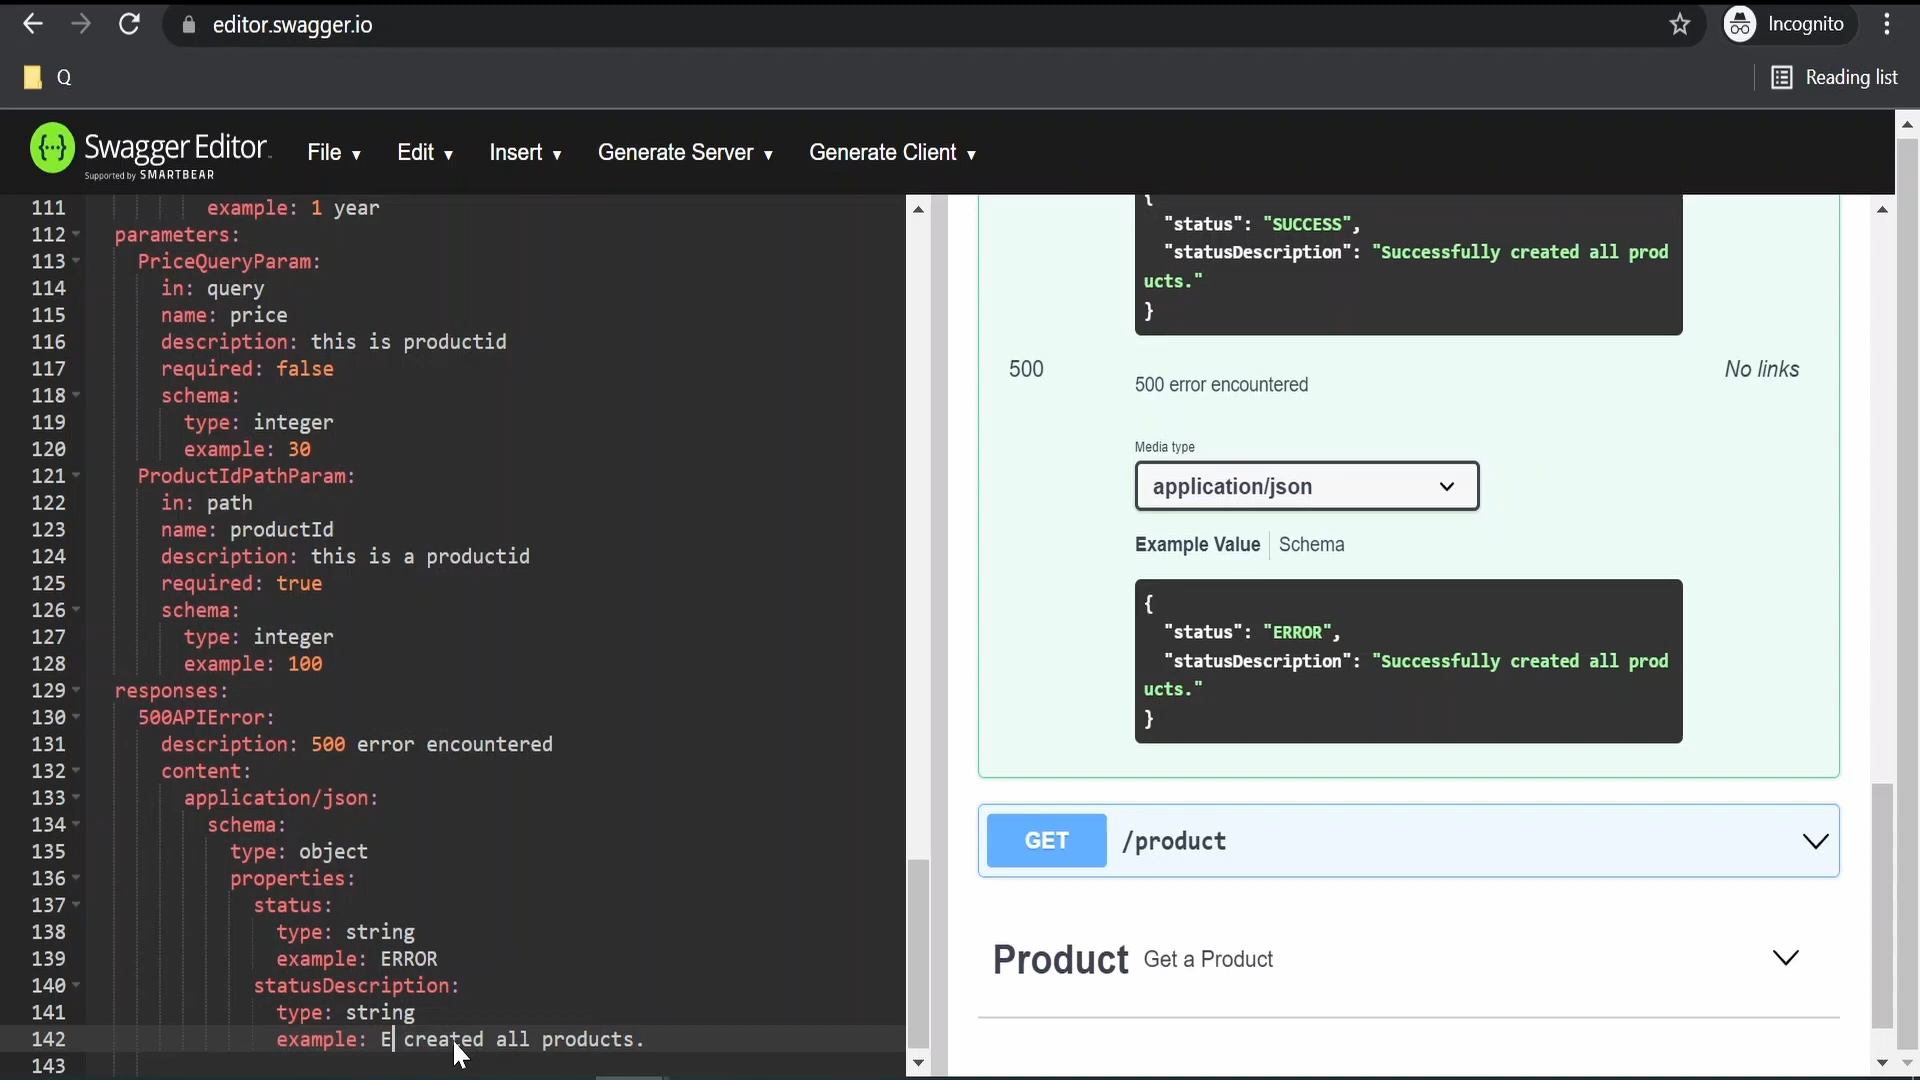 editor.swagger.io
Incognito
Q
Reading list
{...} Swagger Editor.
Supported by SMARTBEAR
File ▾ Edit ▾ Insert ▾ Generate Server ▾ Generate Client ▾
111 example: 1 year
112 parameters:
113 PriceQueryParam:
114 in: query
115 name: price
116 description: this is productid
117 required: false
118 schema:
119 type: integer
120 example: 30
121 ProductIdPathParam:
122 in: path
123 name: productId
124 description: this is a productid
125 required: true
126 schema:
127 type: integer
128 example: 100
129 responses:
130 500APIError:
131 description: 500 error encountered
132 content:
133 application/json:
134 schema:
135 type: object
136 properties:
137 status:
138 type: string
139 example: ERROR
140 statusDescription:
141 type: string
142 example: E created all products.
143
{
"status": "SUCCESS",
"statusDescription": "Successfully created all prod
ucts."
}
500
500 error encountered
No links
Media type
application/json
Example Value Schema
{
"status": "ERROR",
"statusDescription": "Successfully created all prod
ucts."
}
GET /product
Product Get a Product